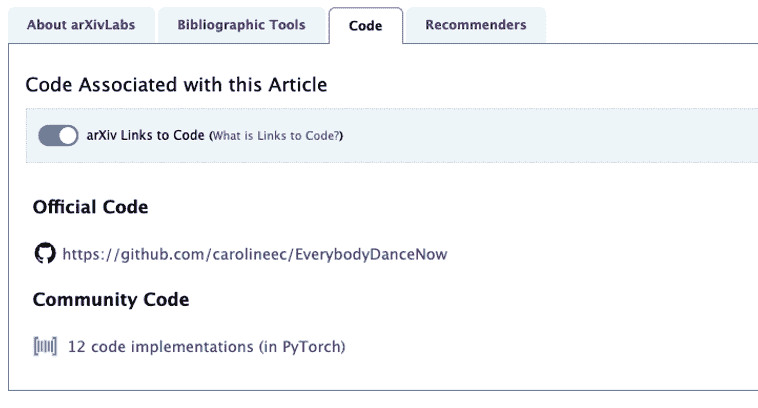 About arXivLabs Bibliographic Tools Code Recommenders
Code Associated with this Article
arXiv Links to Code (What is Links to Code?)
Official Code
https://github.com/carolineec/EverybodyDanceNow
Community Code
12 code implementations (in PyTorch)